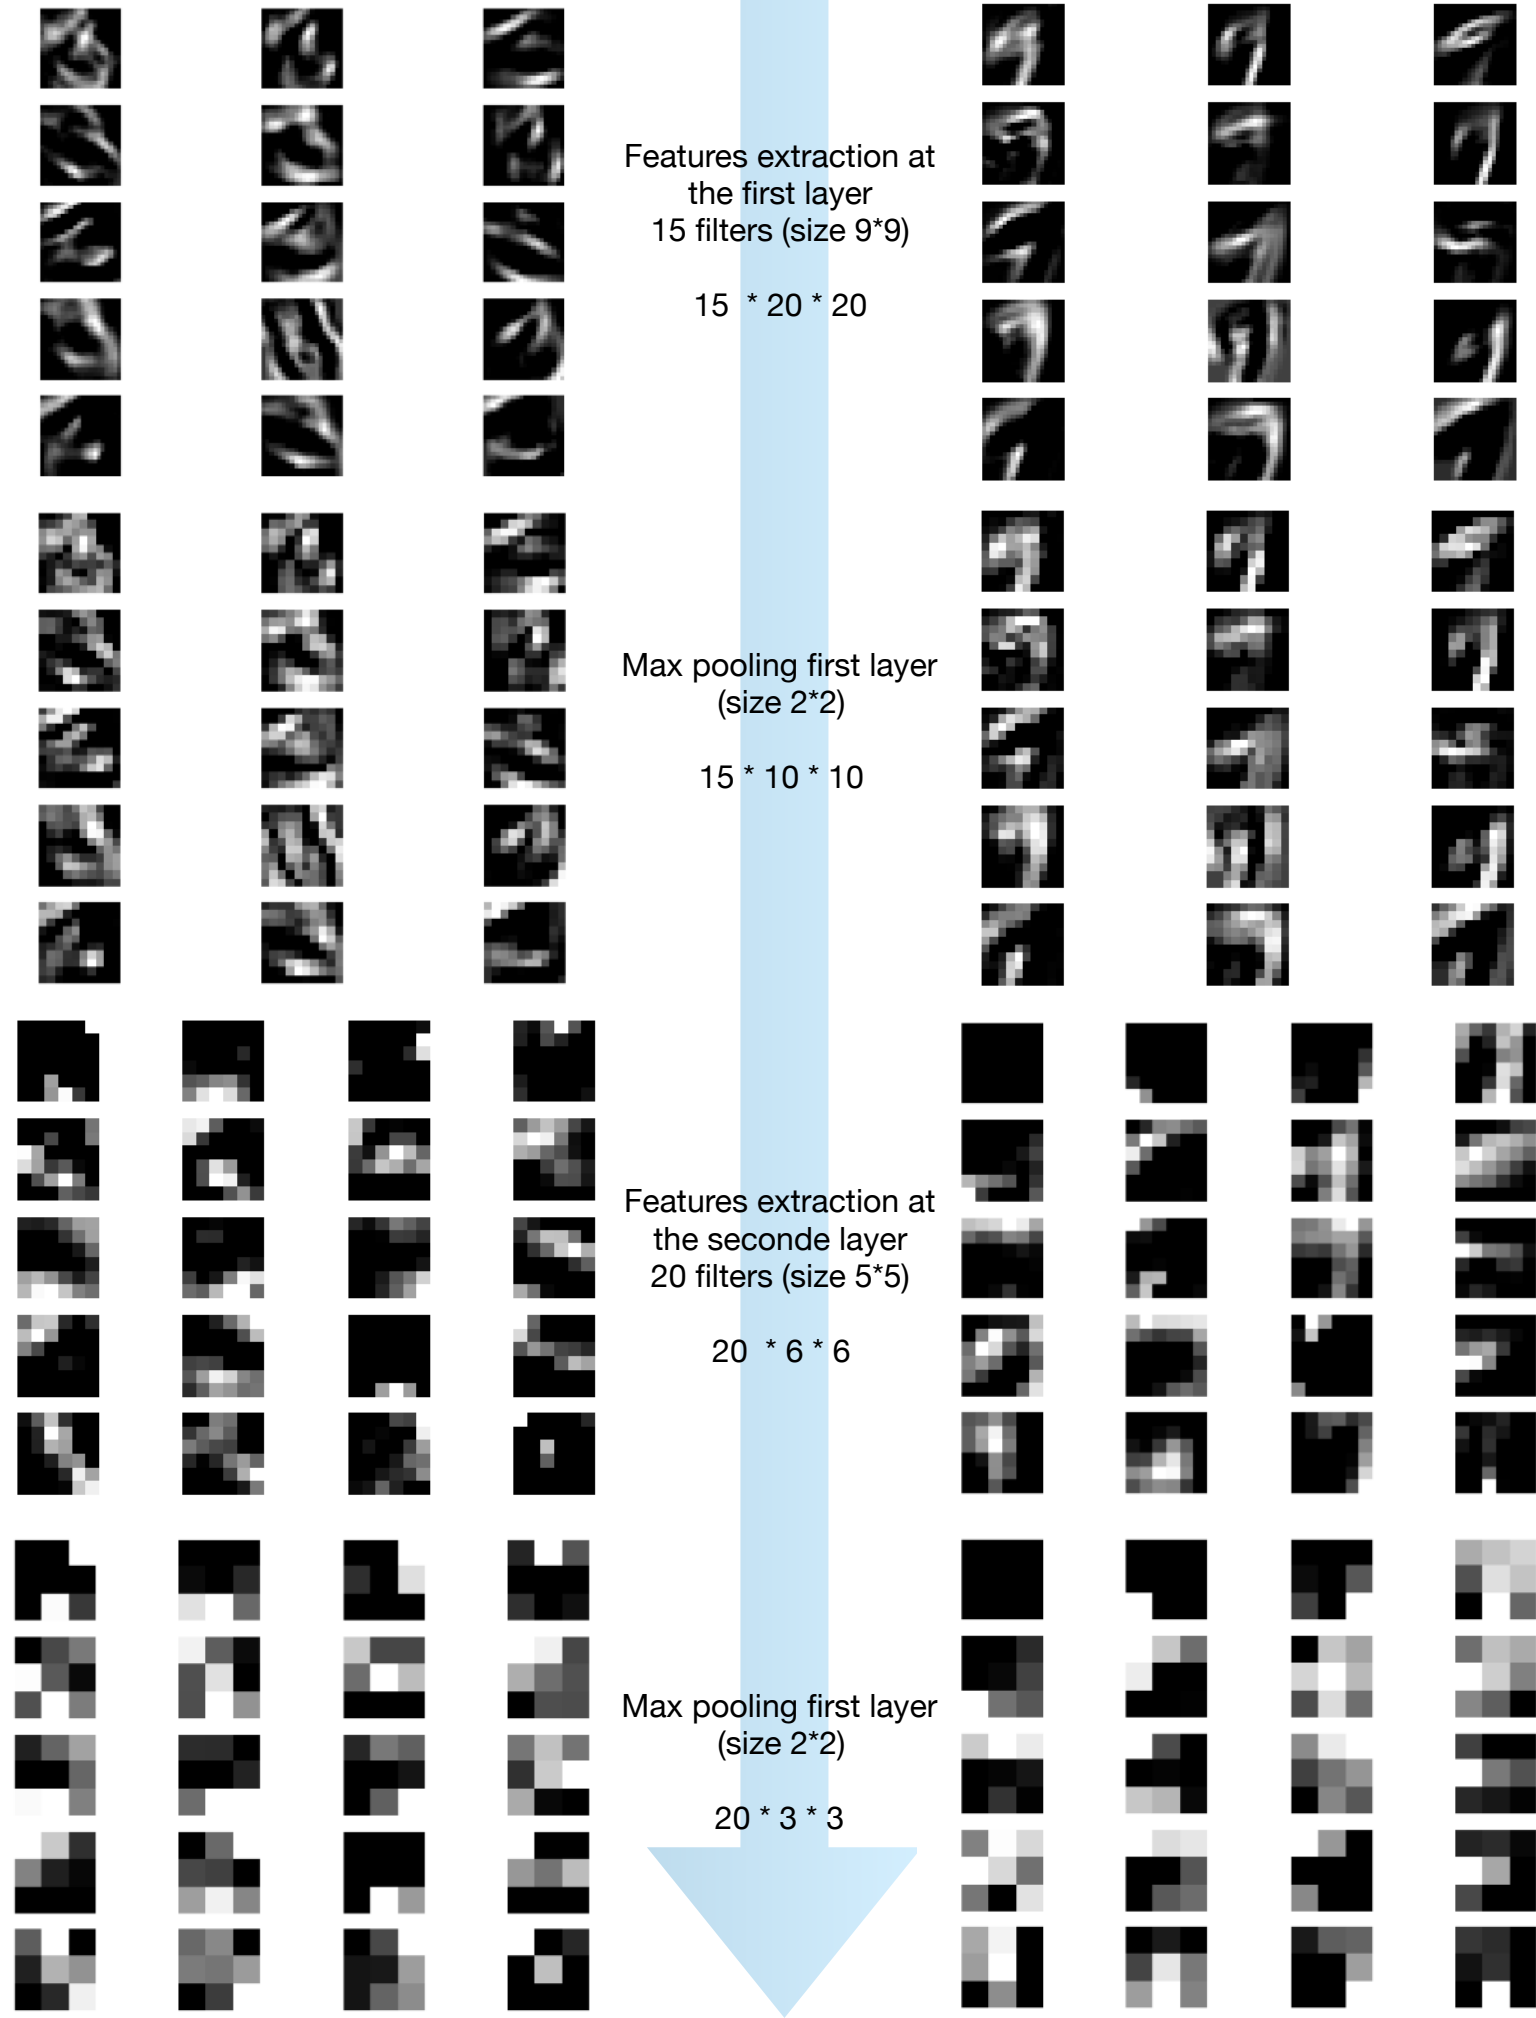 Features extraction at
the first layer
15 filters (size 9*9)
15 * 20 * 20
Max pooling first layer
(size 2*2)
15 * 10 * 10
Features extraction at
the seconde layer
20 filters (size 5*5)
20 * 6 * 6
Max pooling first layer
(size 2*2)
20 * 3 * 3